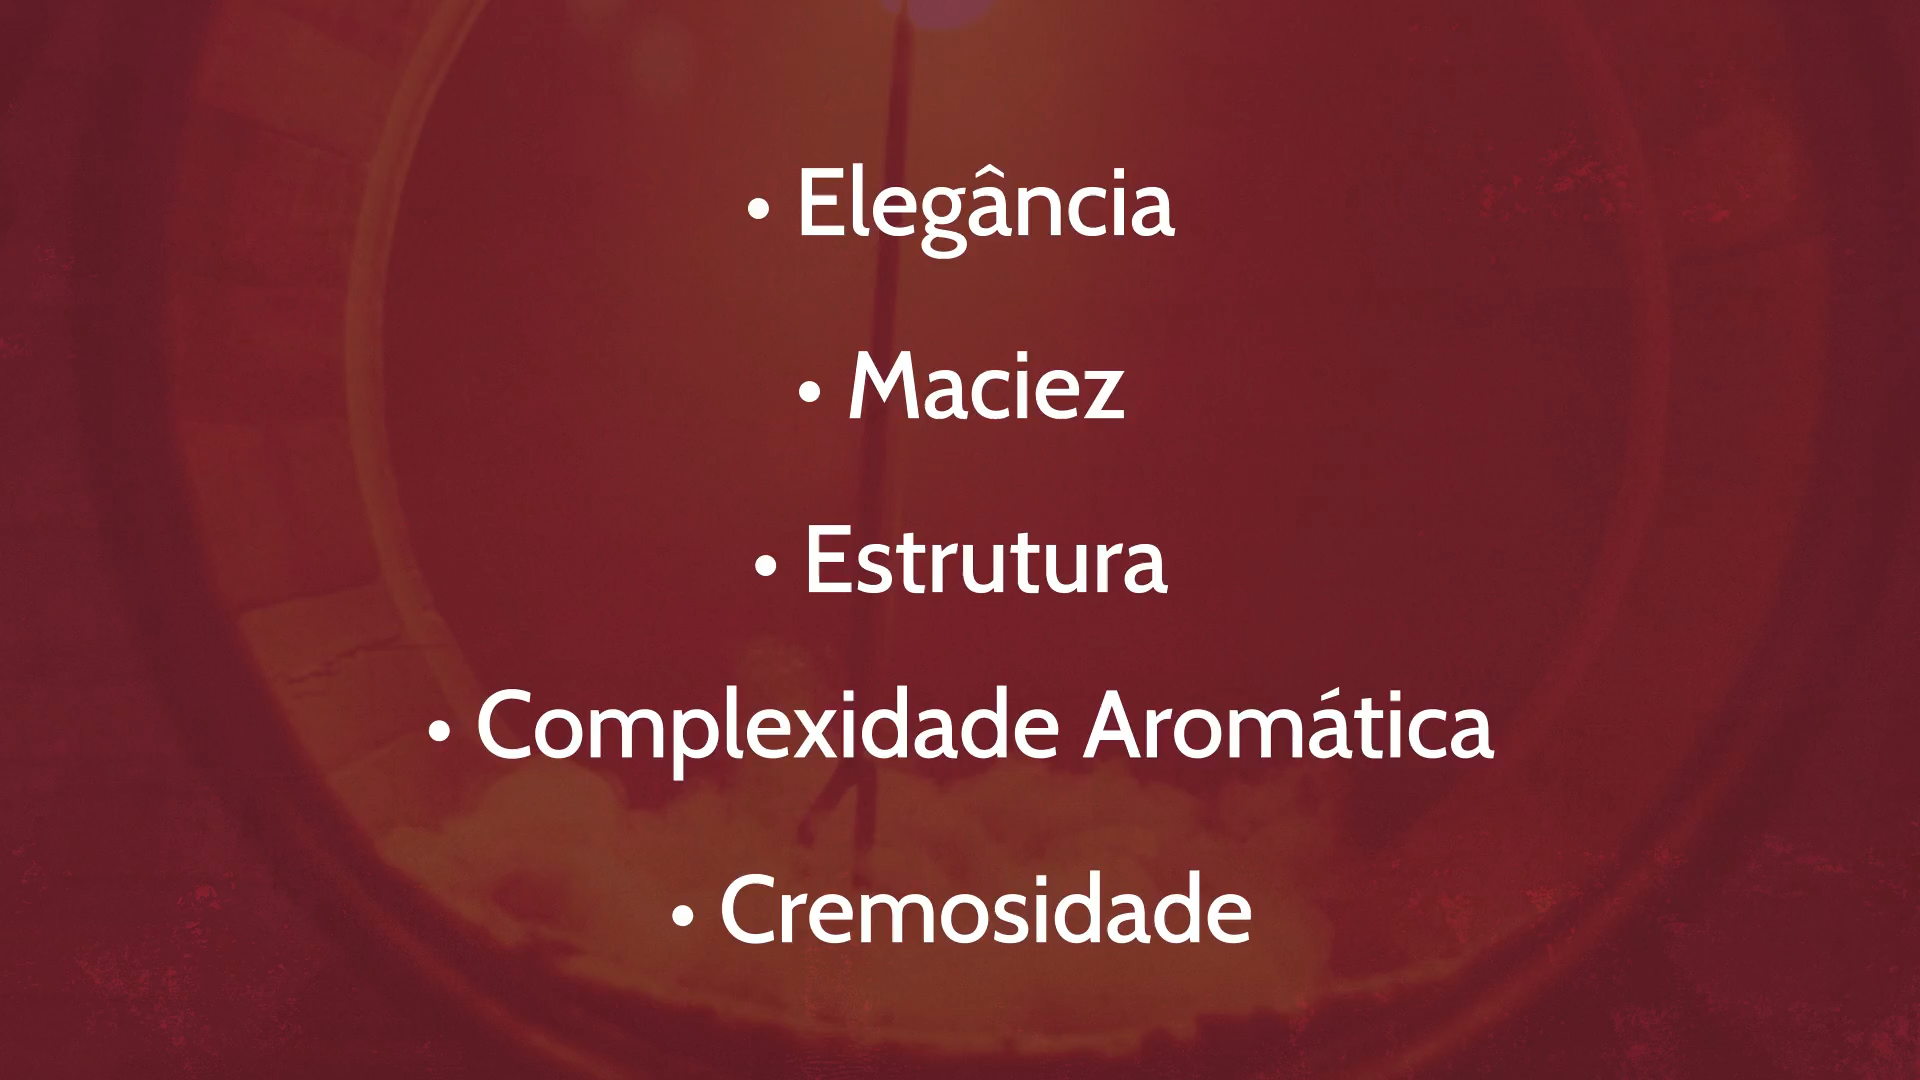 • Elegância
• Maciez
• Estrutura
• Complexidade Aromática
• Cremosidade